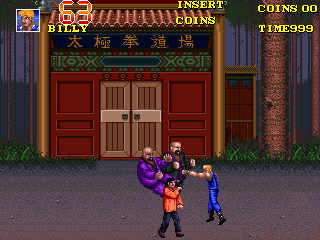 63
INSERT
COINS
COINS 00
BILLY
TIME999
太極拳道場